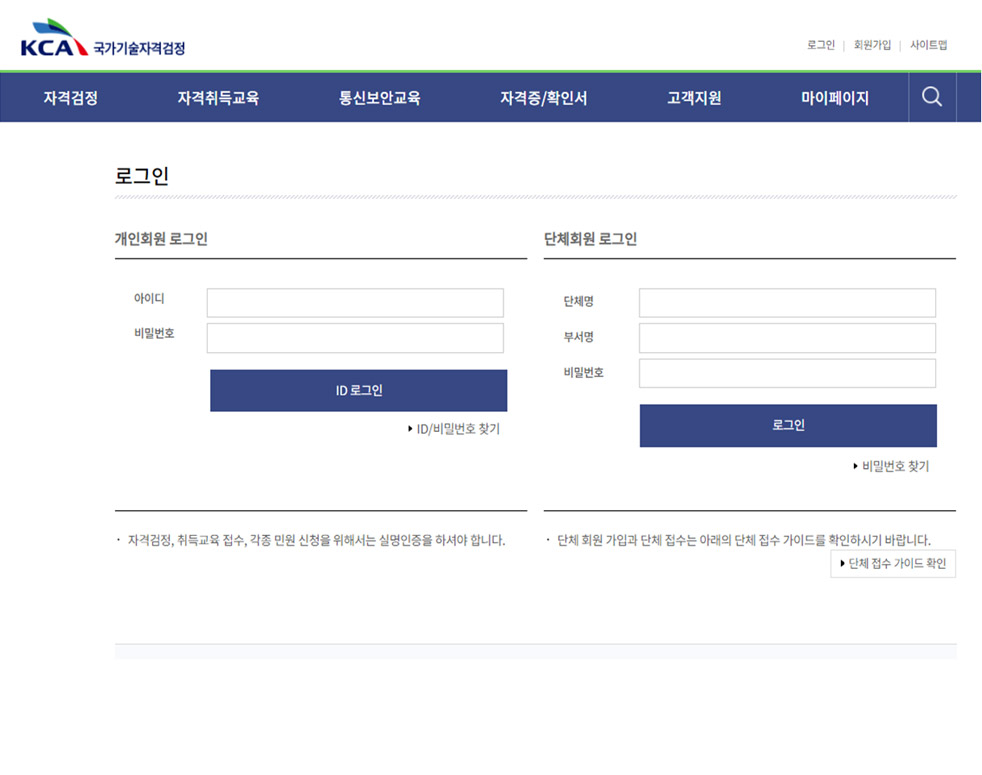 KCA 국가기술자격검정
로그인 | 회원가입 | 사이트맵
자격검정 자격취득교육 통신보안교육 자격증/확인서 고객지원 마이페이지
로그인
개인회원 로그인
아이디
비밀번호
ID 로그인
ID/비밀번호 찾기
· 자격검정, 취득교육 접수, 각종 민원 신청을 위해서는 실명인증을 하셔야 합니다.
단체회원 로그인
단체명
부서명
비밀번호
로그인
비밀번호 찾기
· 단체 회원 가입과 단체 접수는 아래의 단체 접수 가이드를 확인하시기 바랍니다.
단체 접수 가이드 확인